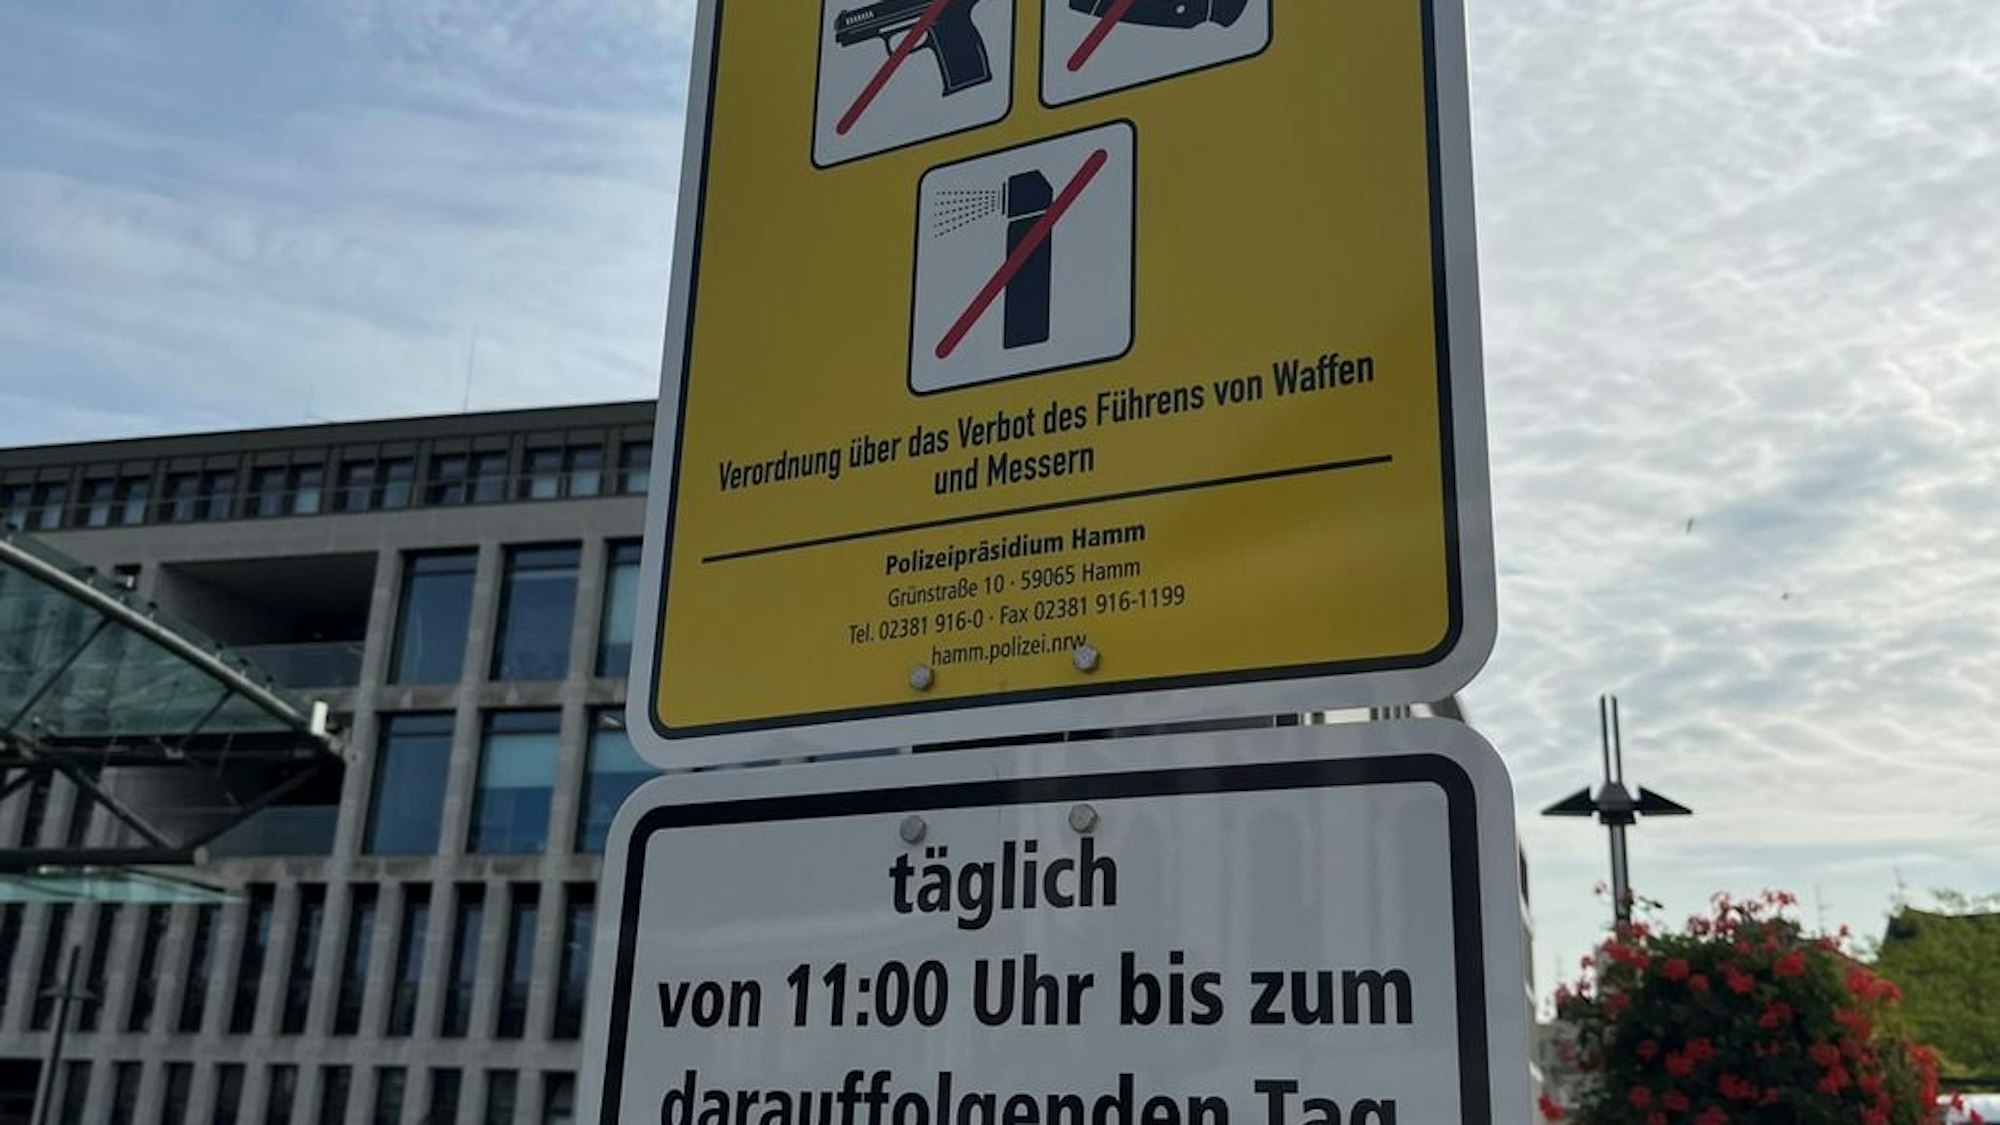 Verordnung über das Verbot des Führens von Waffen
und Messern
Polizeipräsidium Hamm
Grünstraße 10 · 59065 Hamm
Tel. 02381 916-0 · Fax 02381 916-1199
hamm.polizei.nrw
täglich
von 11:00 Uhr bis zum
darauffolgenden Tag